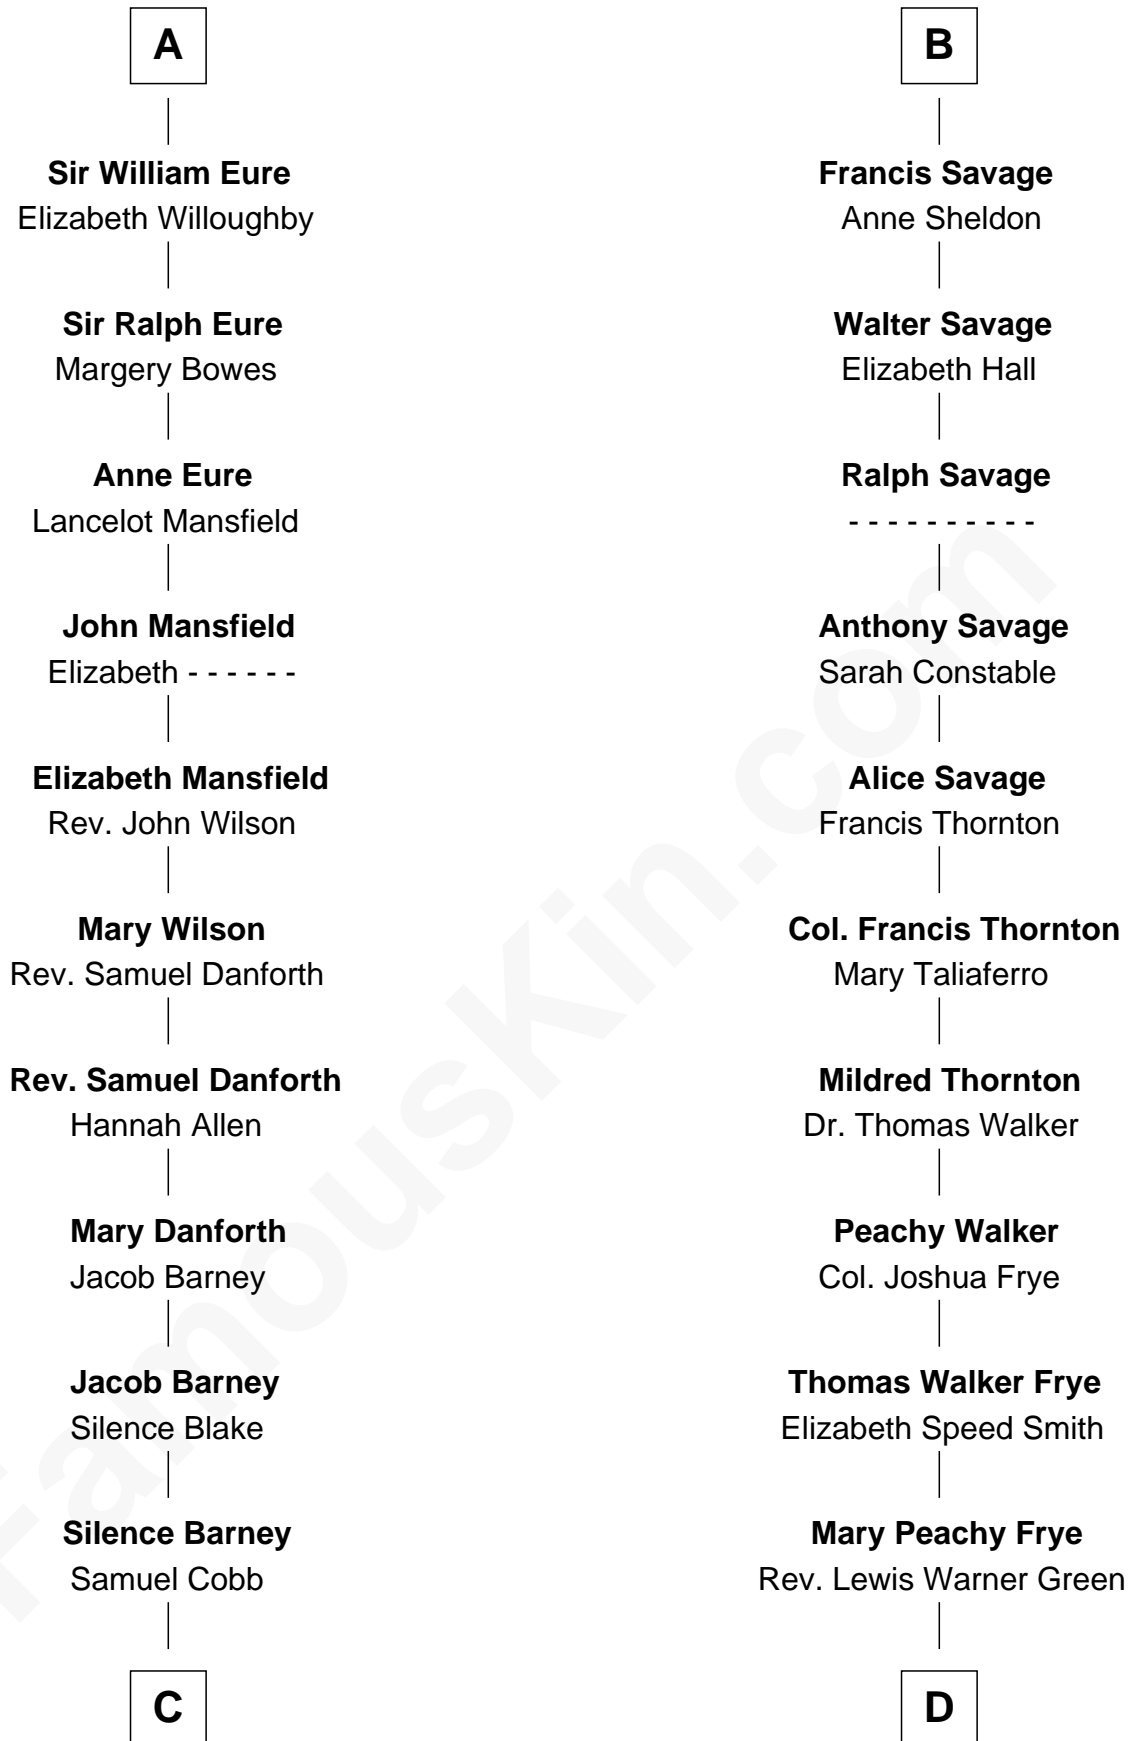 A
Sir William Eure
Elizabeth Willoughby
Sir Ralph Eure
Margery Bowes
Anne Eure
Lancelot Mansfield
John Mansfield
Elizabeth - - - - - -
Elizabeth Mansfield
Rev. John Wilson
Mary Wilson
Rev. Samuel Danforth
Rev. Samuel Danforth
Hannah Allen
Mary Danforth
Jacob Barney
Jacob Barney
Silence Blake
Silence Barney
Samuel Cobb
C
B
Francis Savage
Anne Sheldon
Walter Savage
Elizabeth Hall
Ralph Savage
- - - - - - - - - -
Anthony Savage
Sarah Constable
Alice Savage
Francis Thornton
Col. Francis Thornton
Mary Taliaferro
Mildred Thornton
Dr. Thomas Walker
Peachy Walker
Col. Joshua Frye
Thomas Walker Frye
Elizabeth Speed Smith
Mary Peachy Frye
Rev. Lewis Warner Green
D
FamousKin.com